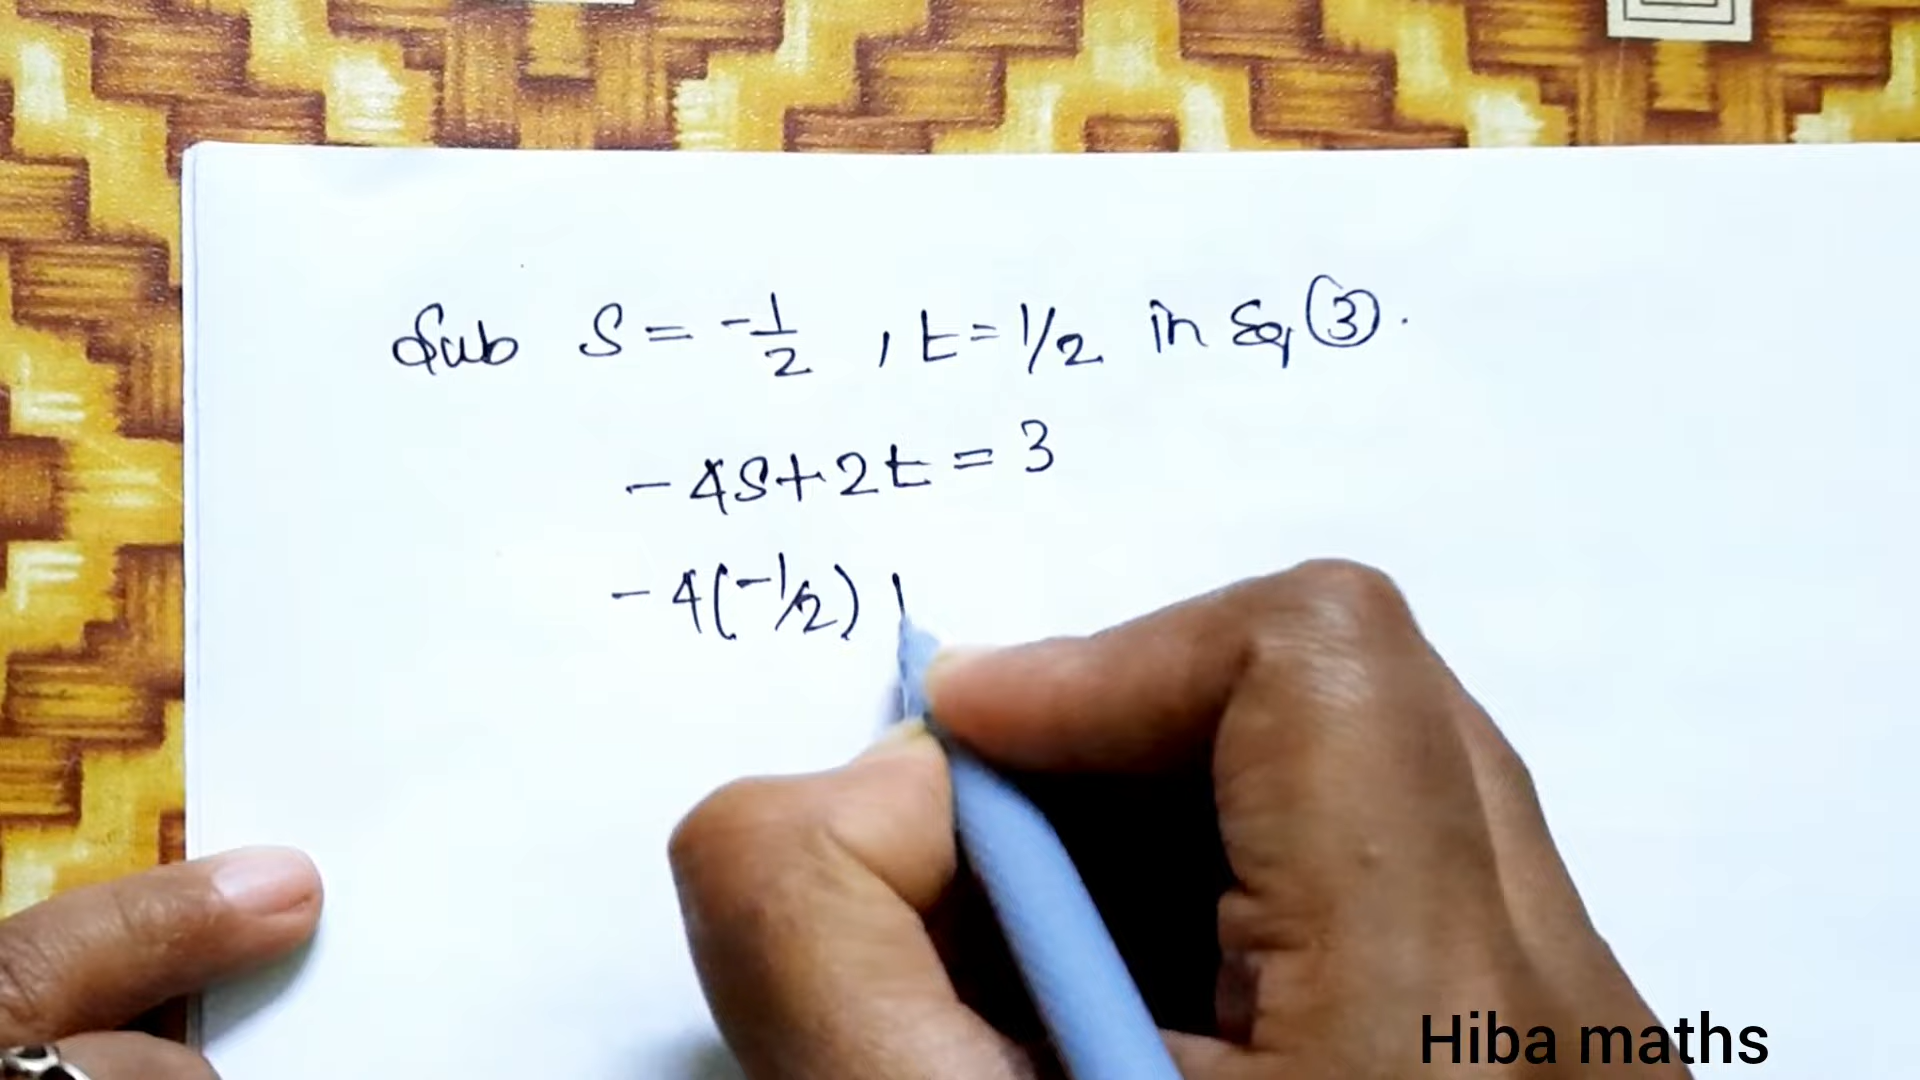 Sub S = -1/2 , t = 1/2 in Eq ③.
-4S+2t = 3
-4(-1/2)
Hiba maths